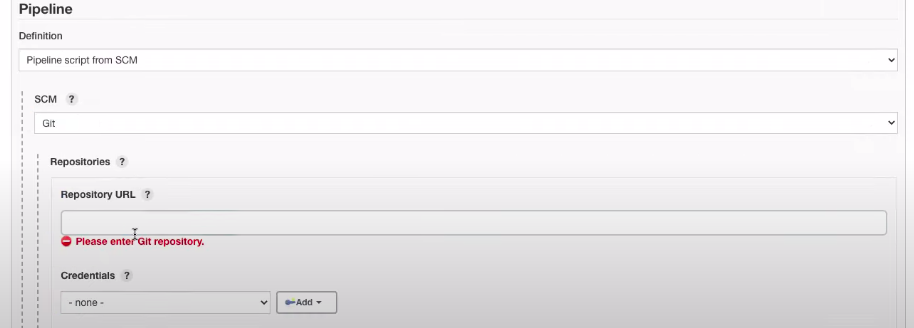 Pipeline
Definition
Pipeline script from SCM
SCM ?
Git
Repositories ?
Repository URL ?
Please enter Git repository.
Credentials ?
- none -
Add